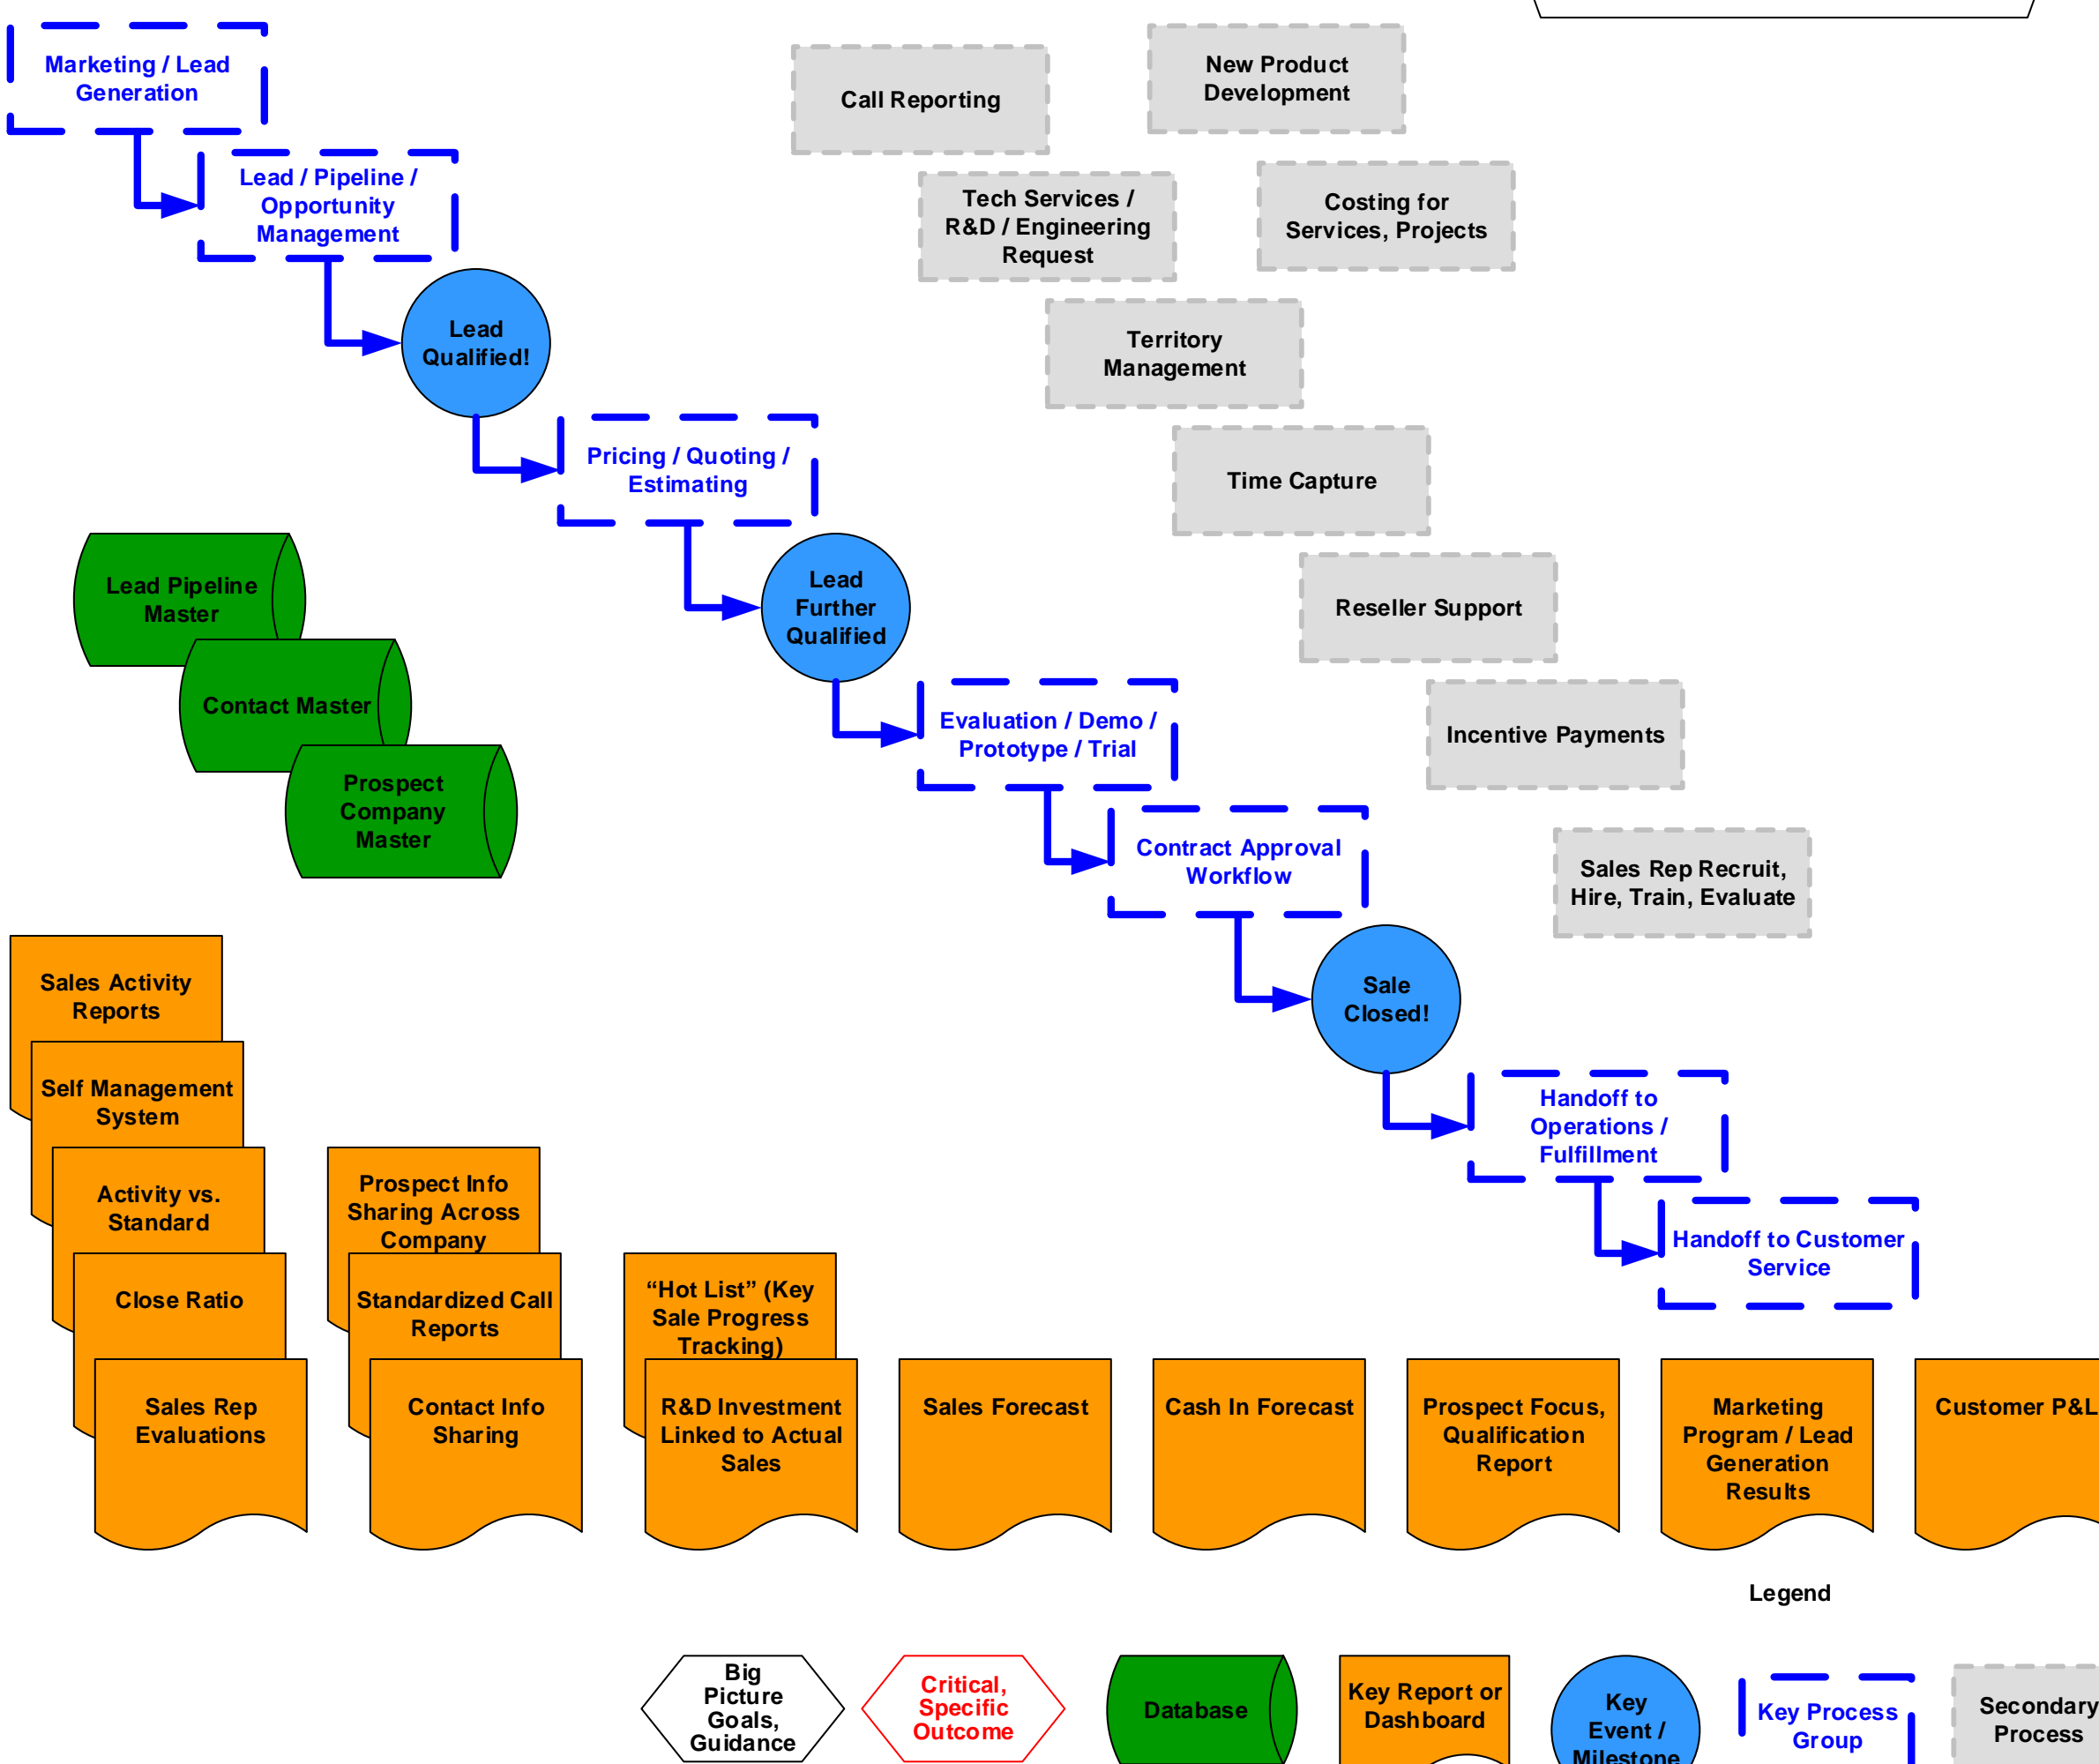 Marketing / Lead
Generation
Lead / Pipeline /
Opportunity
Management
Lead
Qualified!
Pricing / Quoting /
Estimating
Lead
Further
Qualified
Evaluation / Demo /
Prototype / Trial
Contract Approval
Workflow
Sale
Closed!
Handoff to
Operations /
Fulfillment
Handoff to Customer
Service
Call Reporting
New Product
Development
Tech Services /
R&D / Engineering
Request
Costing for
Services, Projects
Territory
Management
Time Capture
Reseller Support
Incentive Payments
Sales Rep Recruit,
Hire, Train, Evaluate
Lead Pipeline
Master
Contact Master
Prospect
Company
Master
Sales Activity
Reports
Self Management
System
Activity vs.
Standard
Close Ratio
Sales Rep
Evaluations
Prospect Info
Sharing Across
Company
Standardized Call
Reports
Contact Info
Sharing
“Hot List” (Key
Sale Progress
Tracking)
R&D Investment
Linked to Actual
Sales
Sales Forecast
Cash In Forecast
Prospect Focus,
Qualification
Report
Marketing
Program / Lead
Generation
Results
Customer P&L
Legend
Big
Picture
Goals,
Guidance
Critical,
Specific
Outcome
Database
Key Report or
Dashboard
Key
Event /
Milestone
Key Process
Group
Secondary
Process